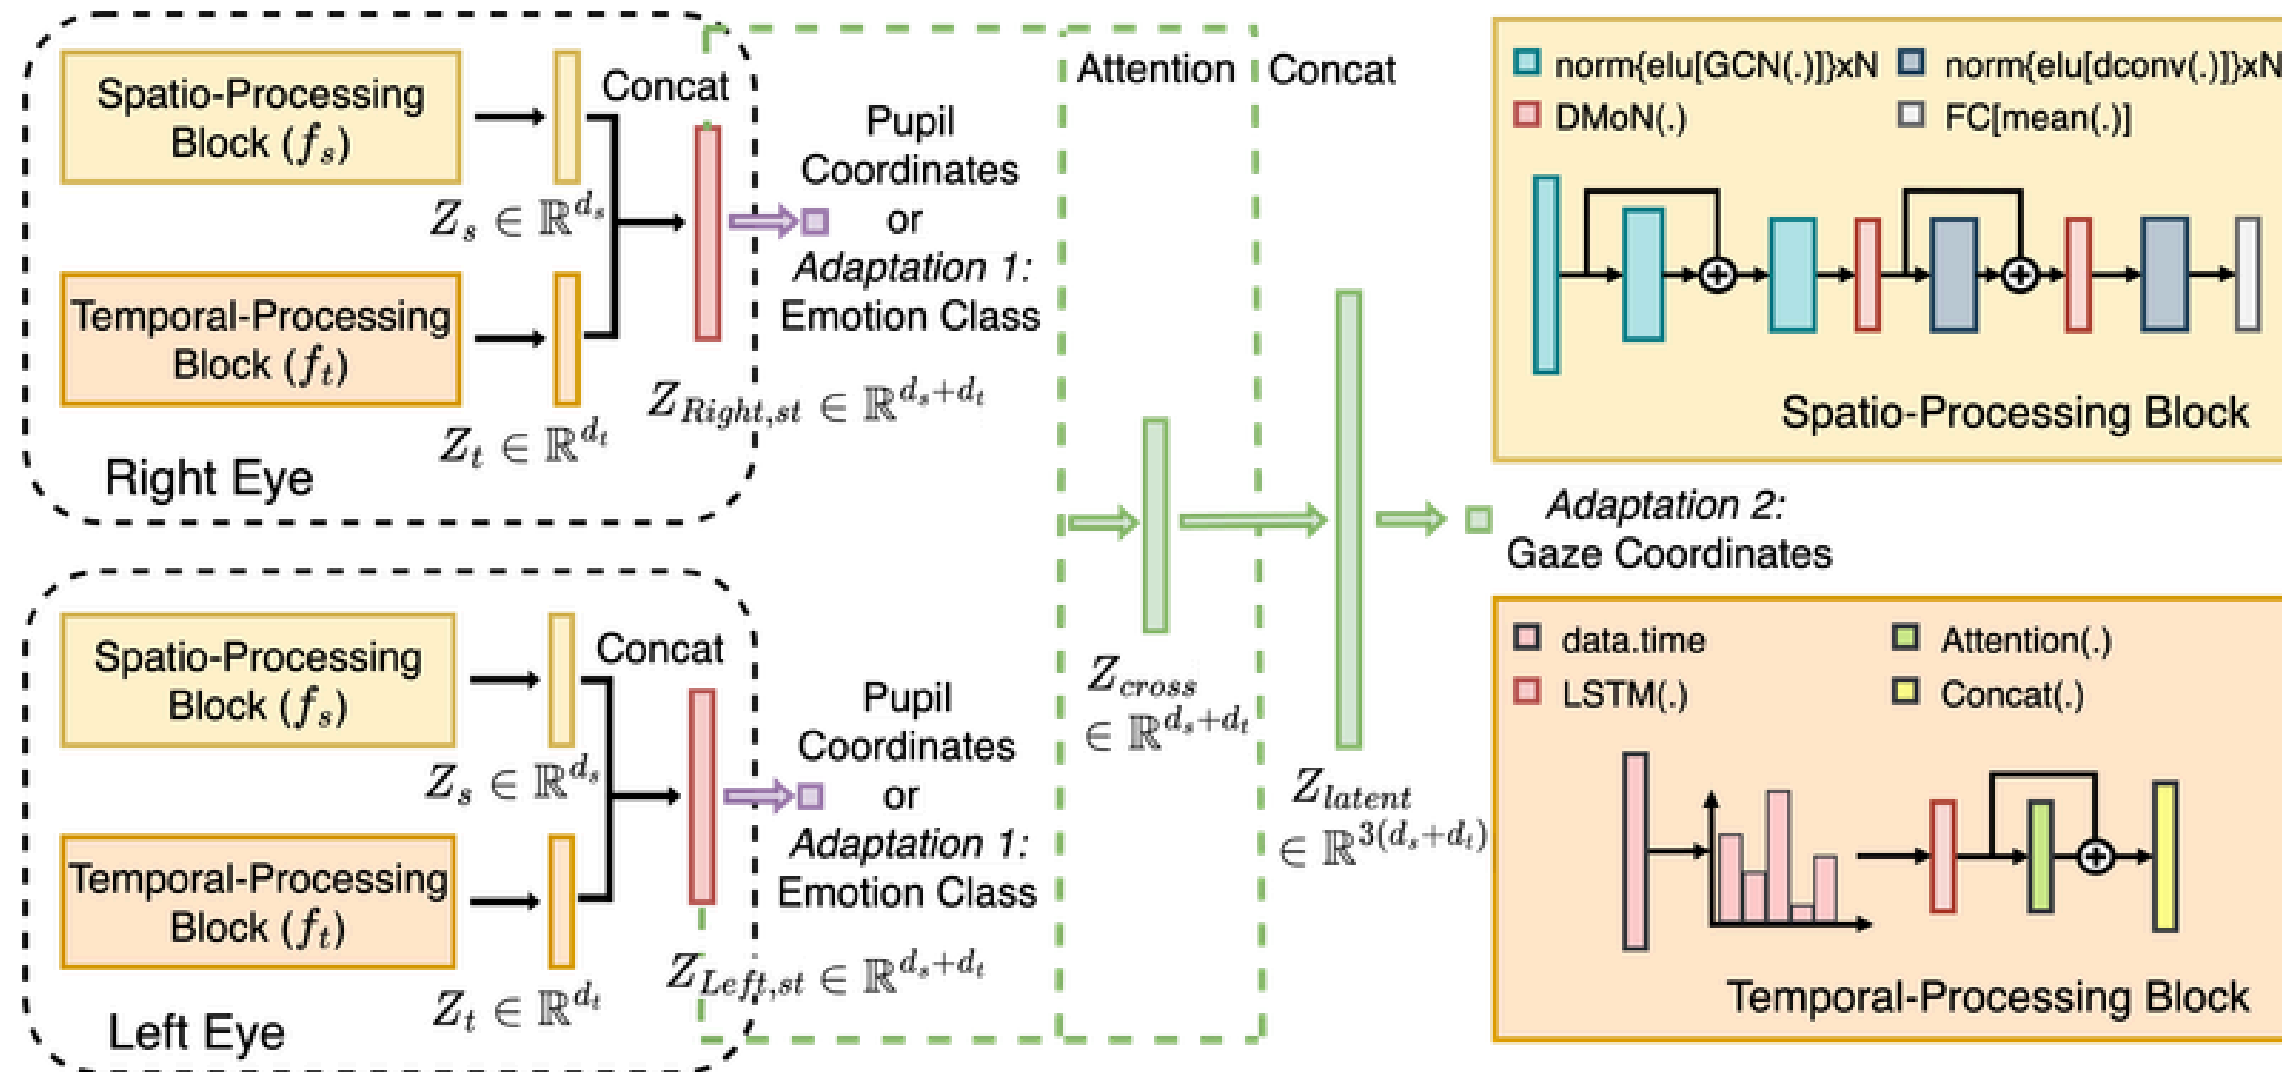 Spatio-Processing
Block (f_s)
Z_s ∈ ℝ^{d_s}
Temporal-Processing
Block (f_t)
Z_t ∈ ℝ^{d_t}
Right Eye
Concat
Z_{Right,st} ∈ ℝ^{d_s+d_t}
Pupil
Coordinates
or
Adaptation 1:
Emotion Class
Spatio-Processing
Block (f_s)
Z_s ∈ ℝ^{d_s}
Temporal-Processing
Block (f_t)
Z_t ∈ ℝ^{d_t}
Left Eye
Concat
Z_{Left,st} ∈ ℝ^{d_s+d_t}
Pupil
Coordinates
or
Adaptation 1:
Emotion Class
Attention
Z_{cross}
∈ ℝ^{d_s+d_t}
Concat
Z_{latent}
∈ ℝ^{3(d_s+d_t)}
Adaptation 2:
Gaze Coordinates
norm{elu[GCN(.)]}xN
norm{elu[dconv(.)]}xN
DMoN(.)
FC[mean(.)]
+
+
Spatio-Processing Block
data.time
Attention(.)
LSTM(.)
Concat(.)
+
Temporal-Processing Block